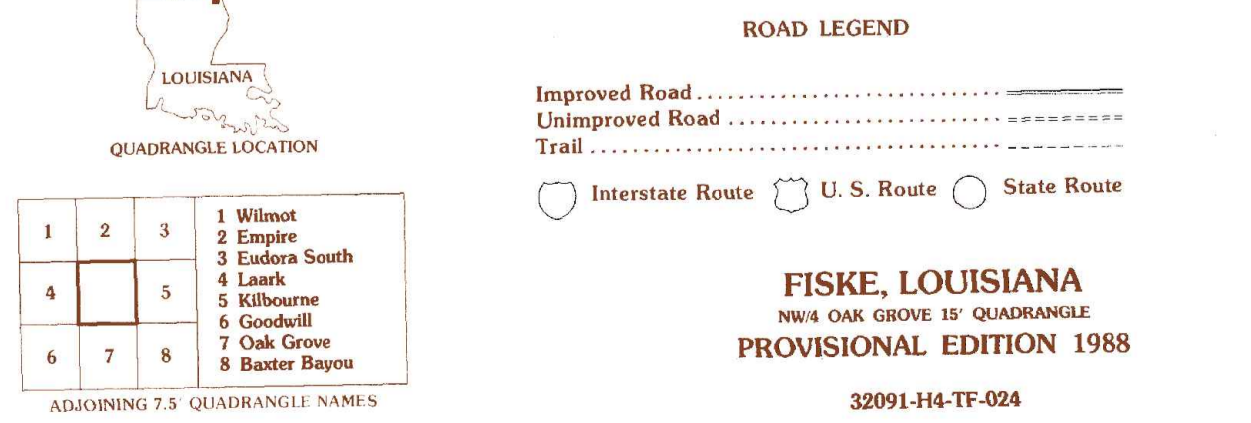 LOUISIANA
QUADRANGLE LOCATION
1 2 3
4 5
6 7 8
1 Wilmot
2 Empire
3 Eudora South
4 Laark
5 Kilbourne
6 Goodwill
7 Oak Grove
8 Baxter Bayou
ADJOINING 7.5′ QUADRANGLE NAMES
ROAD LEGEND
Improved Road
Unimproved Road
Trail
Interstate Route U. S. Route State Route
FISKE, LOUISIANA
NW/4 OAK GROVE 15′ QUADRANGLE
PROVISIONAL EDITION 1988
32091-H4-TF-024